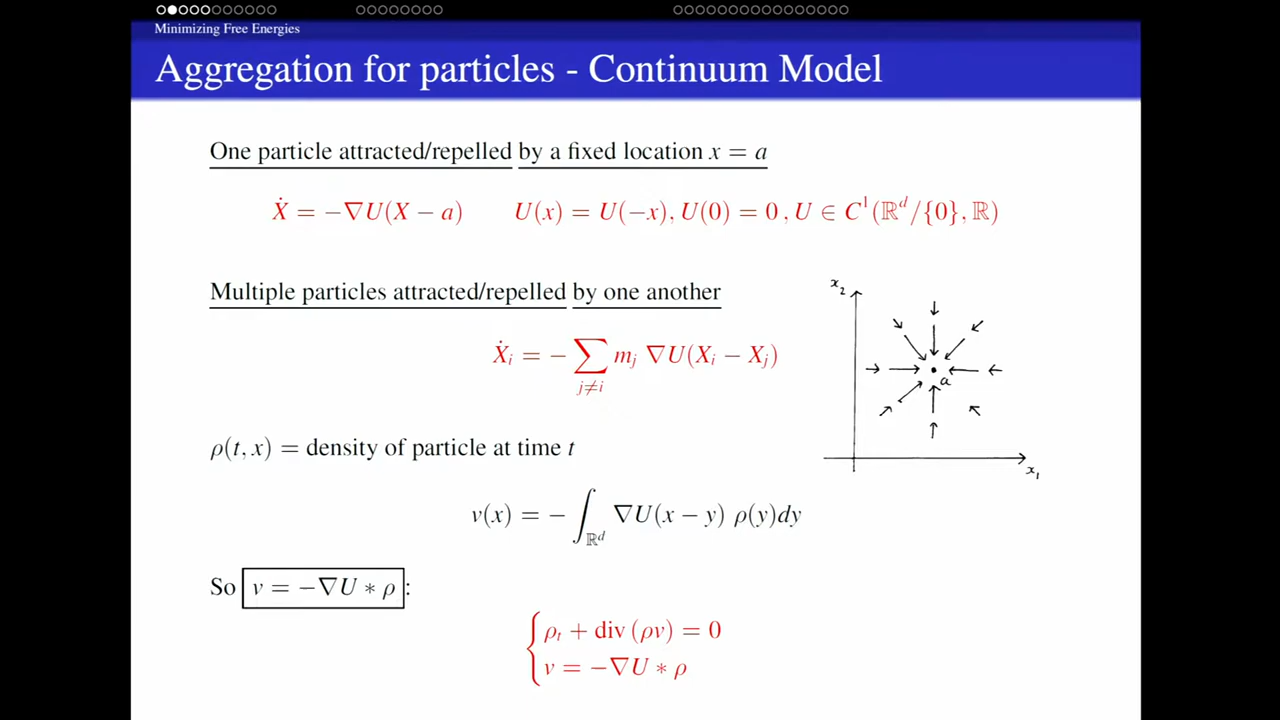 Minimizing Free Energies
Aggregation for particles - Continuum Model
One particle attracted/repelled by a fixed location x = a
Ẋ = −∇U(X − a)    U(x) = U(−x), U(0) = 0 , U ∈ C¹(ℝᵈ/{0}, ℝ)
Multiple particles attracted/repelled by one another
Ẋᵢ = − ∑_{j≠i} mⱼ ∇U(Xᵢ − Xⱼ)
x₂
a
x₁
ρ(t, x) = density of particle at time t
v(x) = − ∫_{ℝᵈ} ∇U(x − y) ρ(y)dy
So v = −∇U ∗ ρ :
{ ρₜ + div (ρv) = 0
v = −∇U ∗ ρ